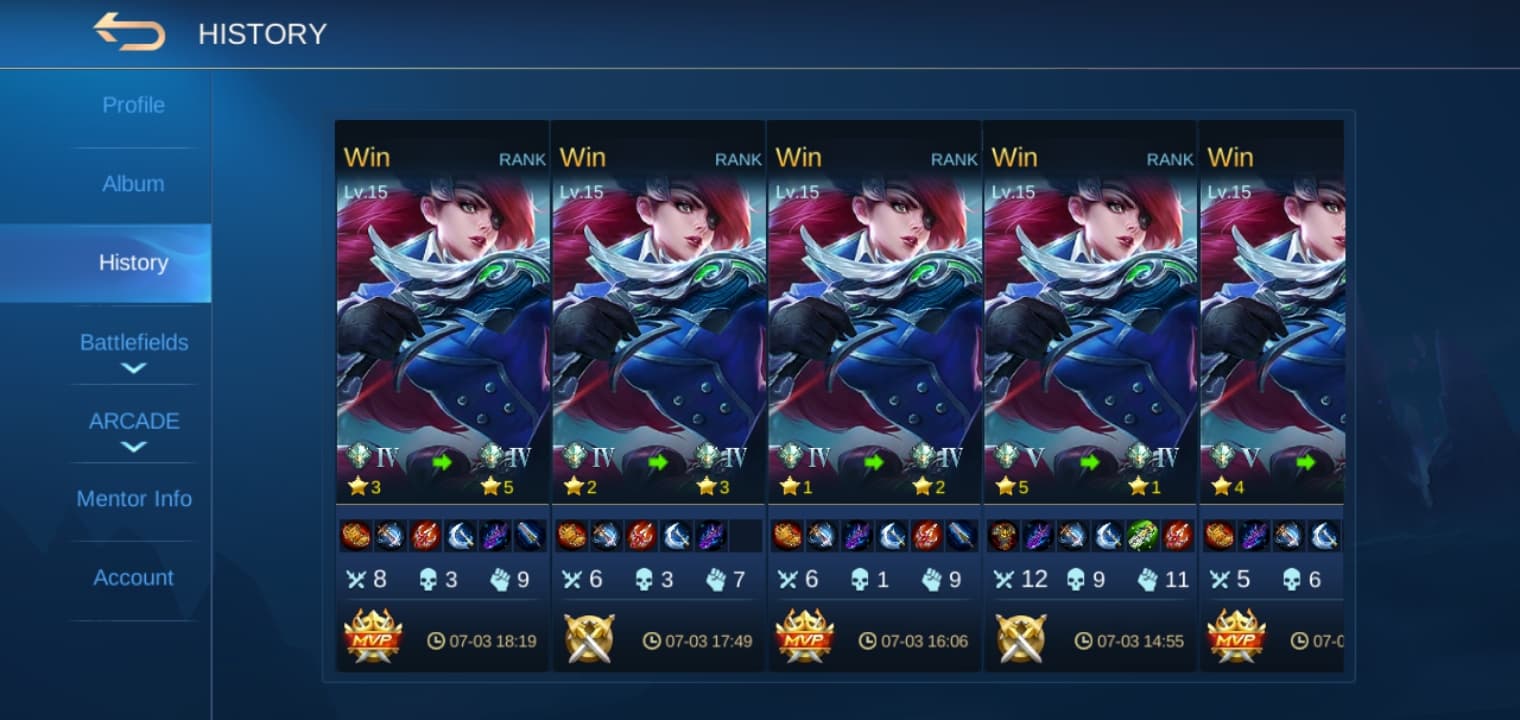 HISTORY
Profile
Album
History
Battlefields
ARCADE
Mentor Info
Account
Win RANK
Lv.15
IV IV
3 5
8 3 9
MVP 07-03 18:19
Win RANK
Lv.15
IV IV
2 3
6 3 7
07-03 17:49
Win RANK
Lv.15
IV IV
1 2
6 1 9
MVP 07-03 16:06
Win RANK
Lv.15
V IV
5 1
12 9 11
07-03 14:55
Win
Lv.15
V
4
5 6
MVP 07-0